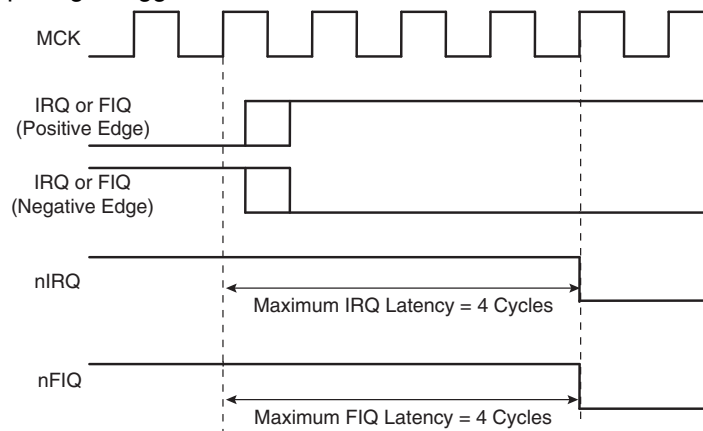 MCK
IRQ or FIQ
(Positive Edge)
IRQ or FIQ
(Negative Edge)
nIRQ
Maximum IRQ Latency = 4 Cycles
nFIQ
Maximum FIQ Latency = 4 Cycles